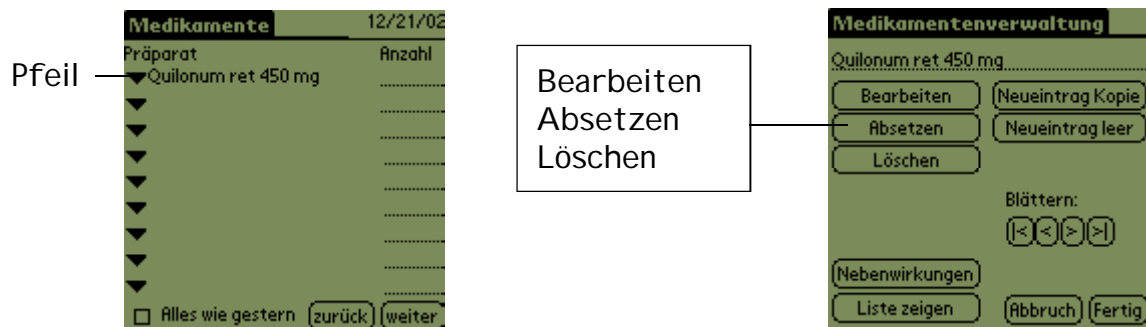 Medikamente 12/21/02
Präparat Anzahl
Pfeil
Quilonum ret 450 mg
Alles wie gestern zurück weiter
Bearbeiten
Absetzen
Löschen
Medikamentenverwaltung
Quilonum ret 450 mg
Bearbeiten Neueintrag Kopie
Absetzen Neueintrag leer
Löschen
Blättern:
|< < > >|
Nebenwirkungen
Liste zeigen Abbruch Fertig